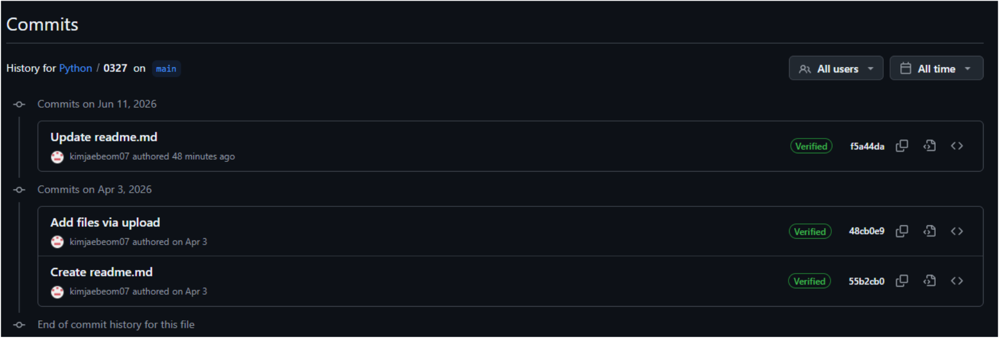 Commits
History for Python / 0327 on main
All users
All time
Commits on Jun 11, 2026
Update readme.md
kimjaebeom07 authored 48 minutes ago
Verified
f5a44da
Commits on Apr 3, 2026
Add files via upload
kimjaebeom07 authored on Apr 3
Verified
48cb0e9
Create readme.md
kimjaebeom07 authored on Apr 3
Verified
55b2cb0
End of commit history for this file